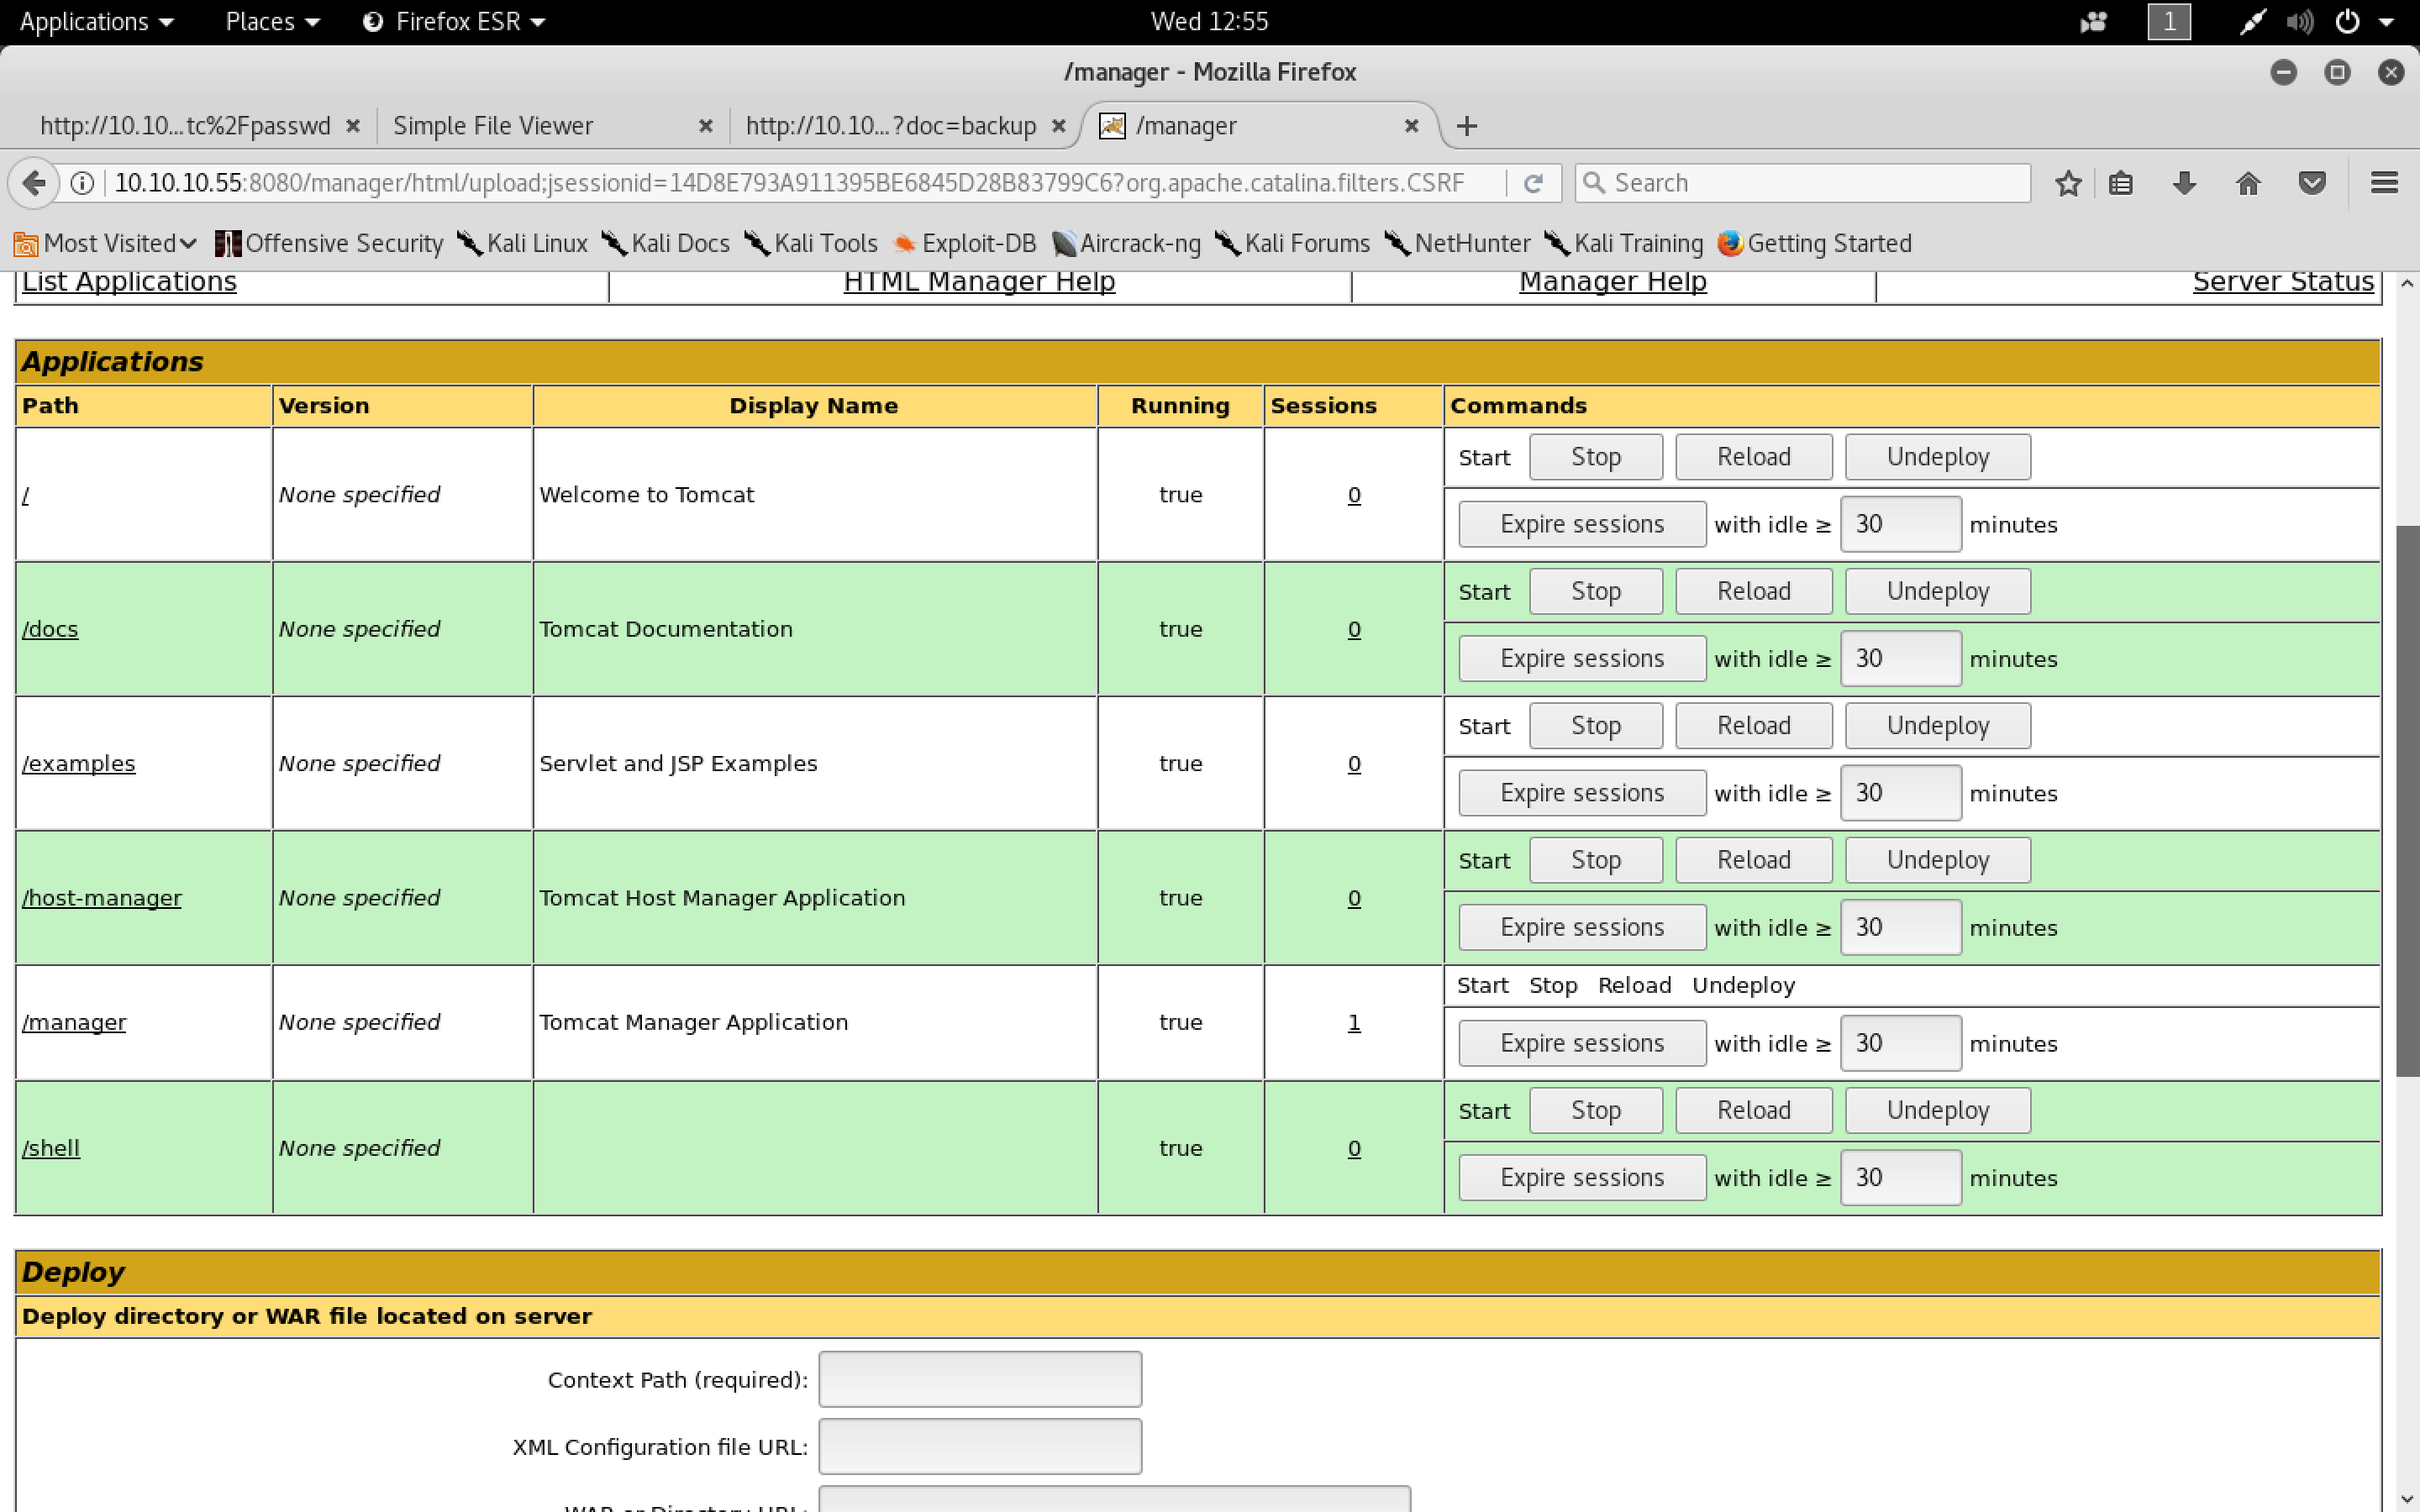 Applications Places Firefox ESR Wed 12:55 1
/manager - Mozilla Firefox
http://10.10...tc%2Fpasswd Simple File Viewer http://10.10...?doc=backup /manager
10.10.10.55:8080/manager/html/upload;jsessionid=14D8E793A911395BE6845D28B83799C6?org.apache.catalina.filters.CSRF Search
Most Visited Offensive Security Kali Linux Kali Docs Kali Tools Exploit-DB Aircrack-ng Kali Forums NetHunter Kali Training Getting Started
List Applications HTML Manager Help Manager Help Server Status
Applications
Path Version Display Name Running Sessions Commands
Start Stop Reload Undeploy
/ None specified Welcome to Tomcat true 0
Expire sessions with idle ≥ 30 minutes
Start Stop Reload Undeploy
/docs None specified Tomcat Documentation true 0
Expire sessions with idle ≥ 30 minutes
Start Stop Reload Undeploy
/examples None specified Servlet and JSP Examples true 0
Expire sessions with idle ≥ 30 minutes
Start Stop Reload Undeploy
/host-manager None specified Tomcat Host Manager Application true 0
Expire sessions with idle ≥ 30 minutes
Start Stop Reload Undeploy
/manager None specified Tomcat Manager Application true 1
Expire sessions with idle ≥ 30 minutes
Start Stop Reload Undeploy
/shell None specified true 0
Expire sessions with idle ≥ 30 minutes
Deploy
Deploy directory or WAR file located on server
Context Path (required):
XML Configuration file URL:
WAR or Directory URL: